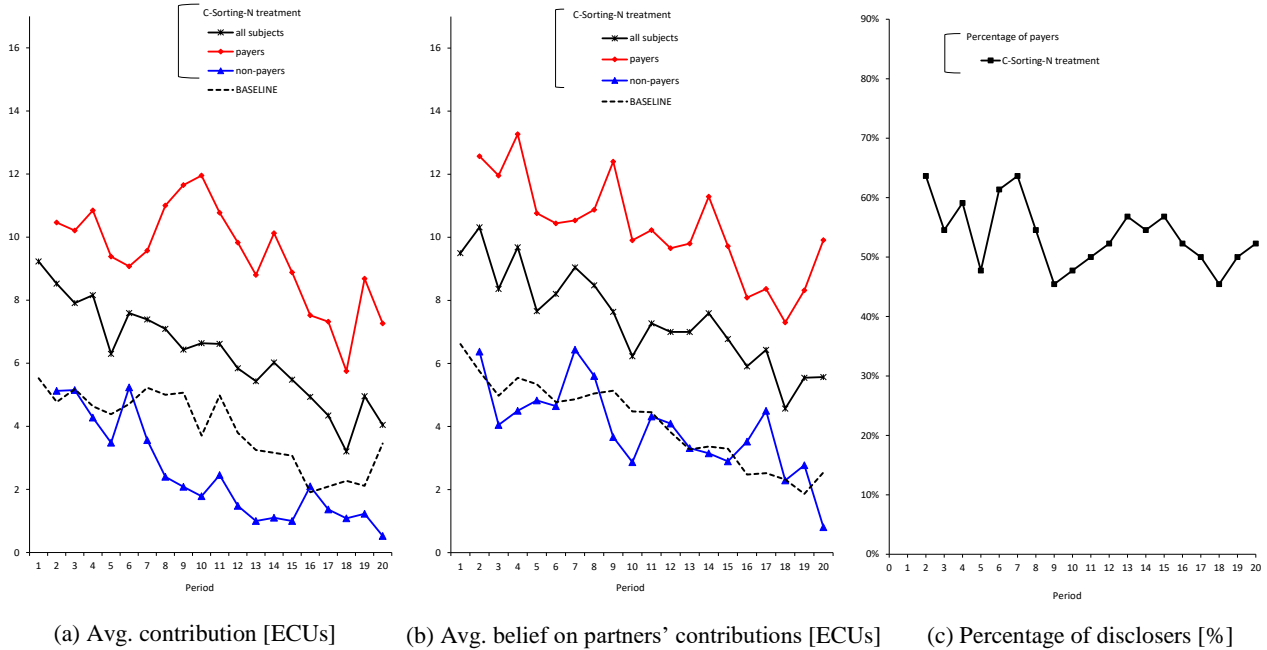 C-Sorting-N treatment
all subjects
payers
non-payers
BASELINE
16
14
12
10
8
6
4
2
0
1 2 3 4 5 6 7 8 9 10 11 12 13 14 15 16 17 18 19 20
Period
(a) Avg. contribution [ECUs]
C-Sorting-N treatment
all subjects
payers
non-payers
BASELINE
16
14
12
10
8
6
4
2
0
1 2 3 4 5 6 7 8 9 10 11 12 13 14 15 16 17 18 19 20
Period
(b) Avg. belief on partners' contributions [ECUs]
Percentage of payers
C-Sorting-N treatment
90%
80%
70%
60%
50%
40%
30%
20%
10%
0%
0 1 2 3 4 5 6 7 8 9 10 11 12 13 14 15 16 17 18 19 20
Period
(c) Percentage of disclosers [%]